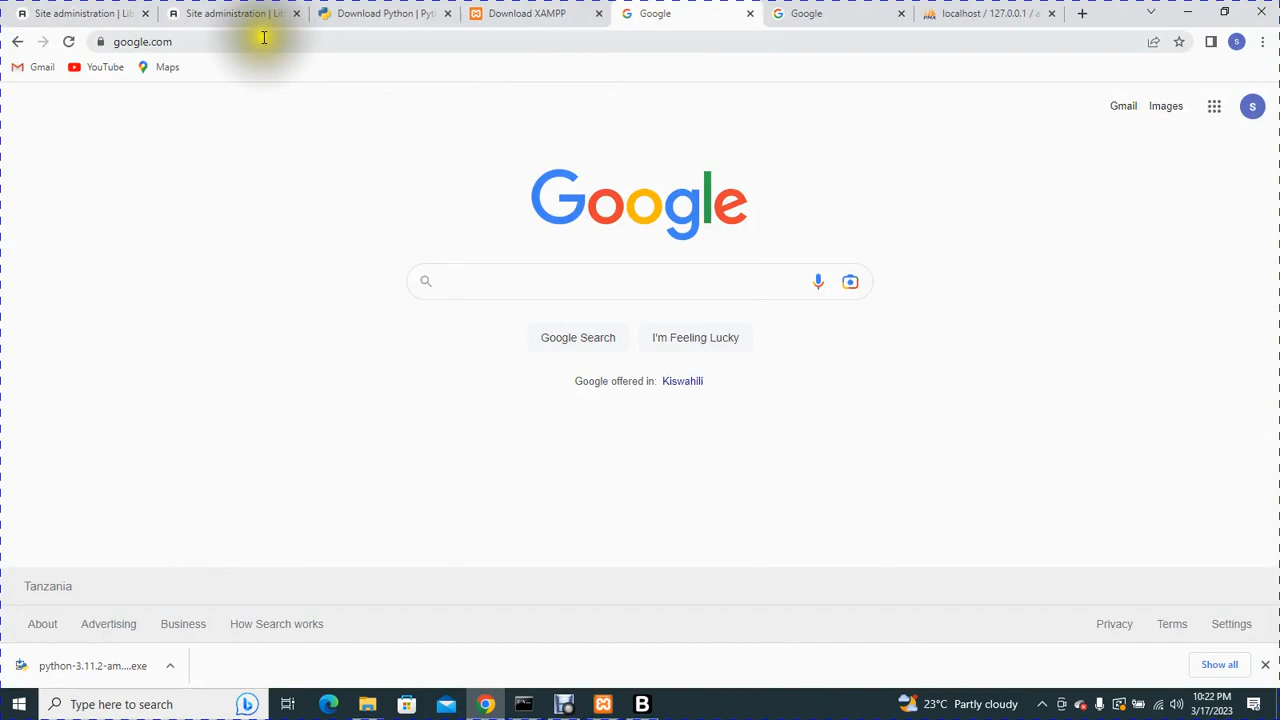 Site administration | Lib
Site administration | Lib
Download Python | Pyt
Download XAMPP
Google
Google
localhost / 127.0.0.1 / e
google.com
S
Gmail
YouTube
Maps
Gmail
Images
S
Google
Google Search
I'm Feeling Lucky
Google offered in: Kiswahili
Tanzania
About
Advertising
Business
How Search works
Privacy
Terms
Settings
python-3.11.2-am....exe
Show all
Type here to search
B
23°C Partly cloudy
10:22 PM
3/17/2023